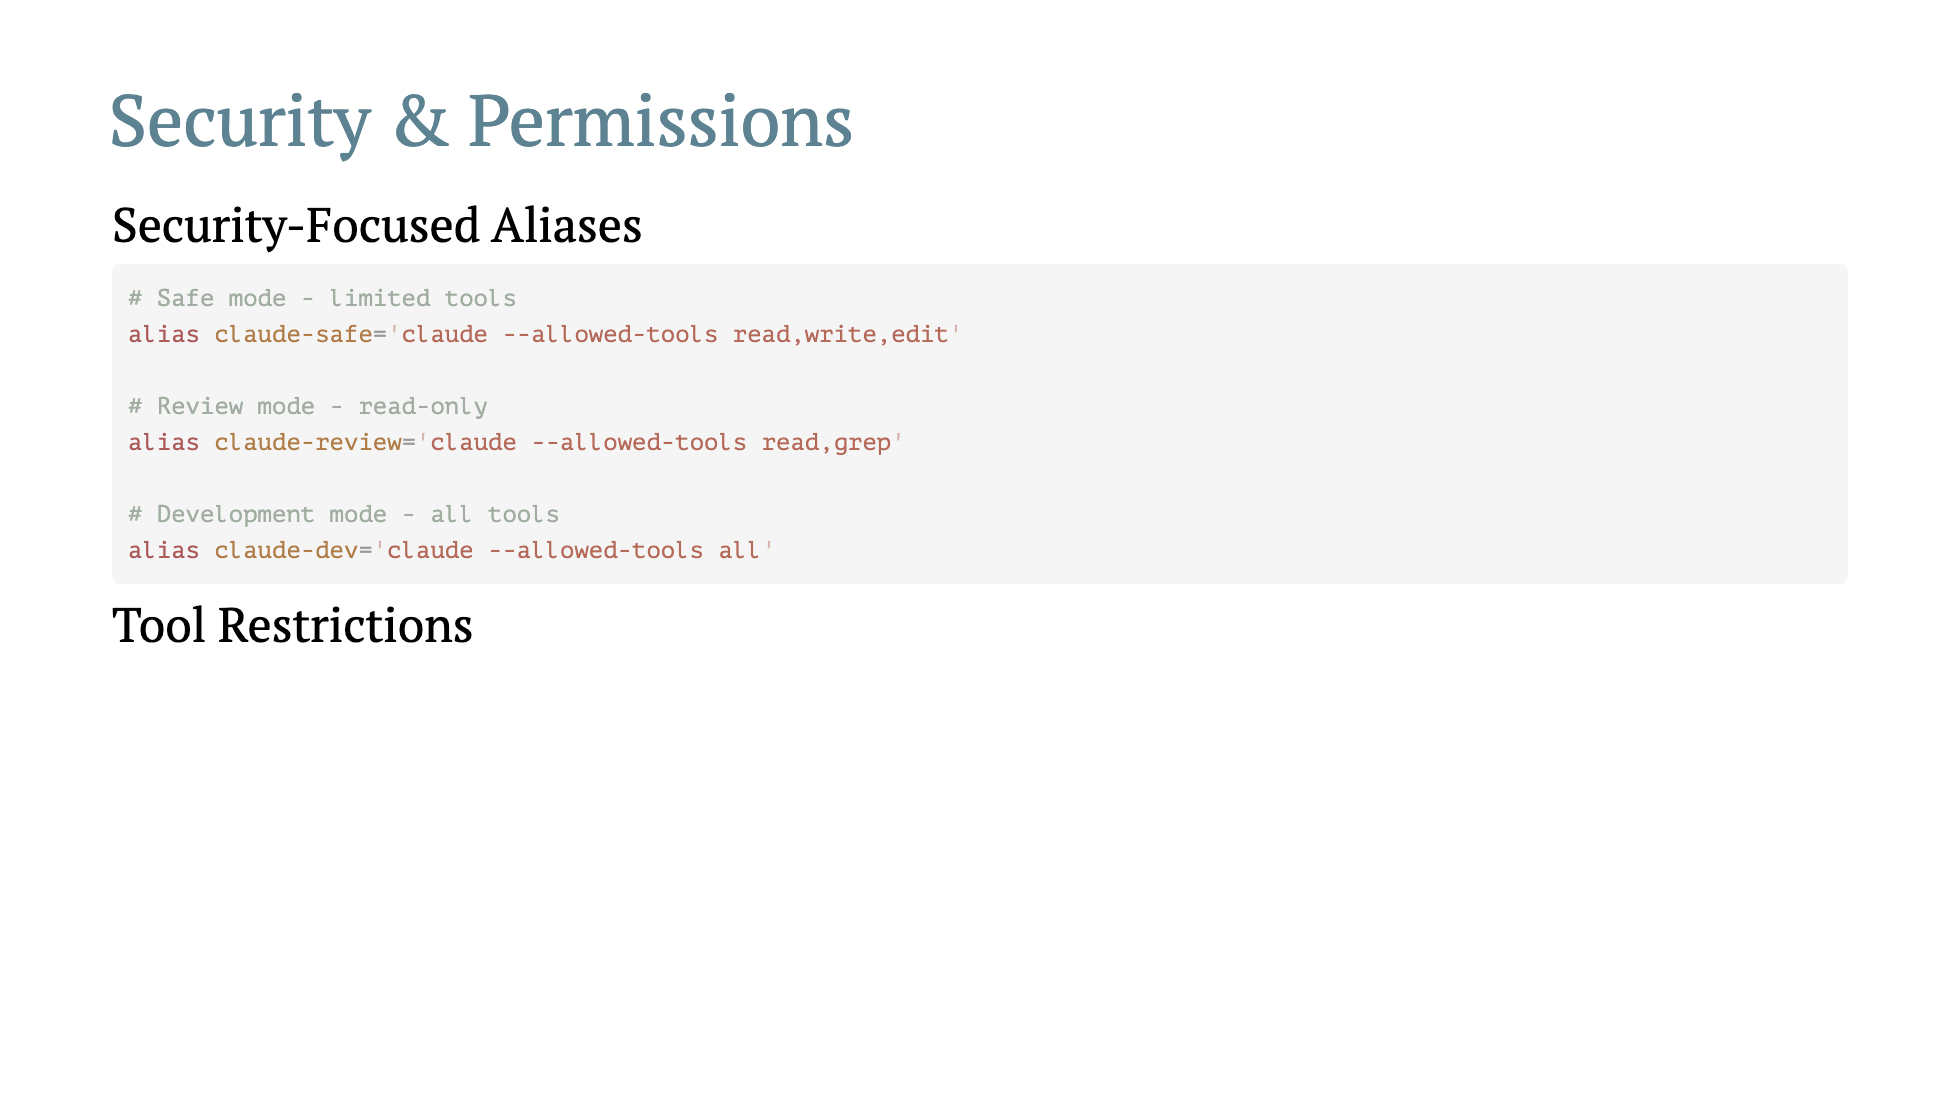 Security & Permissions
Security-Focused Aliases
# Safe mode - limited tools
alias claude-safe='claude --allowed-tools read,write,edit'
# Review mode - read-only
alias claude-review='claude --allowed-tools read,grep'
# Development mode - all tools
alias claude-dev='claude --allowed-tools all'
Tool Restrictions